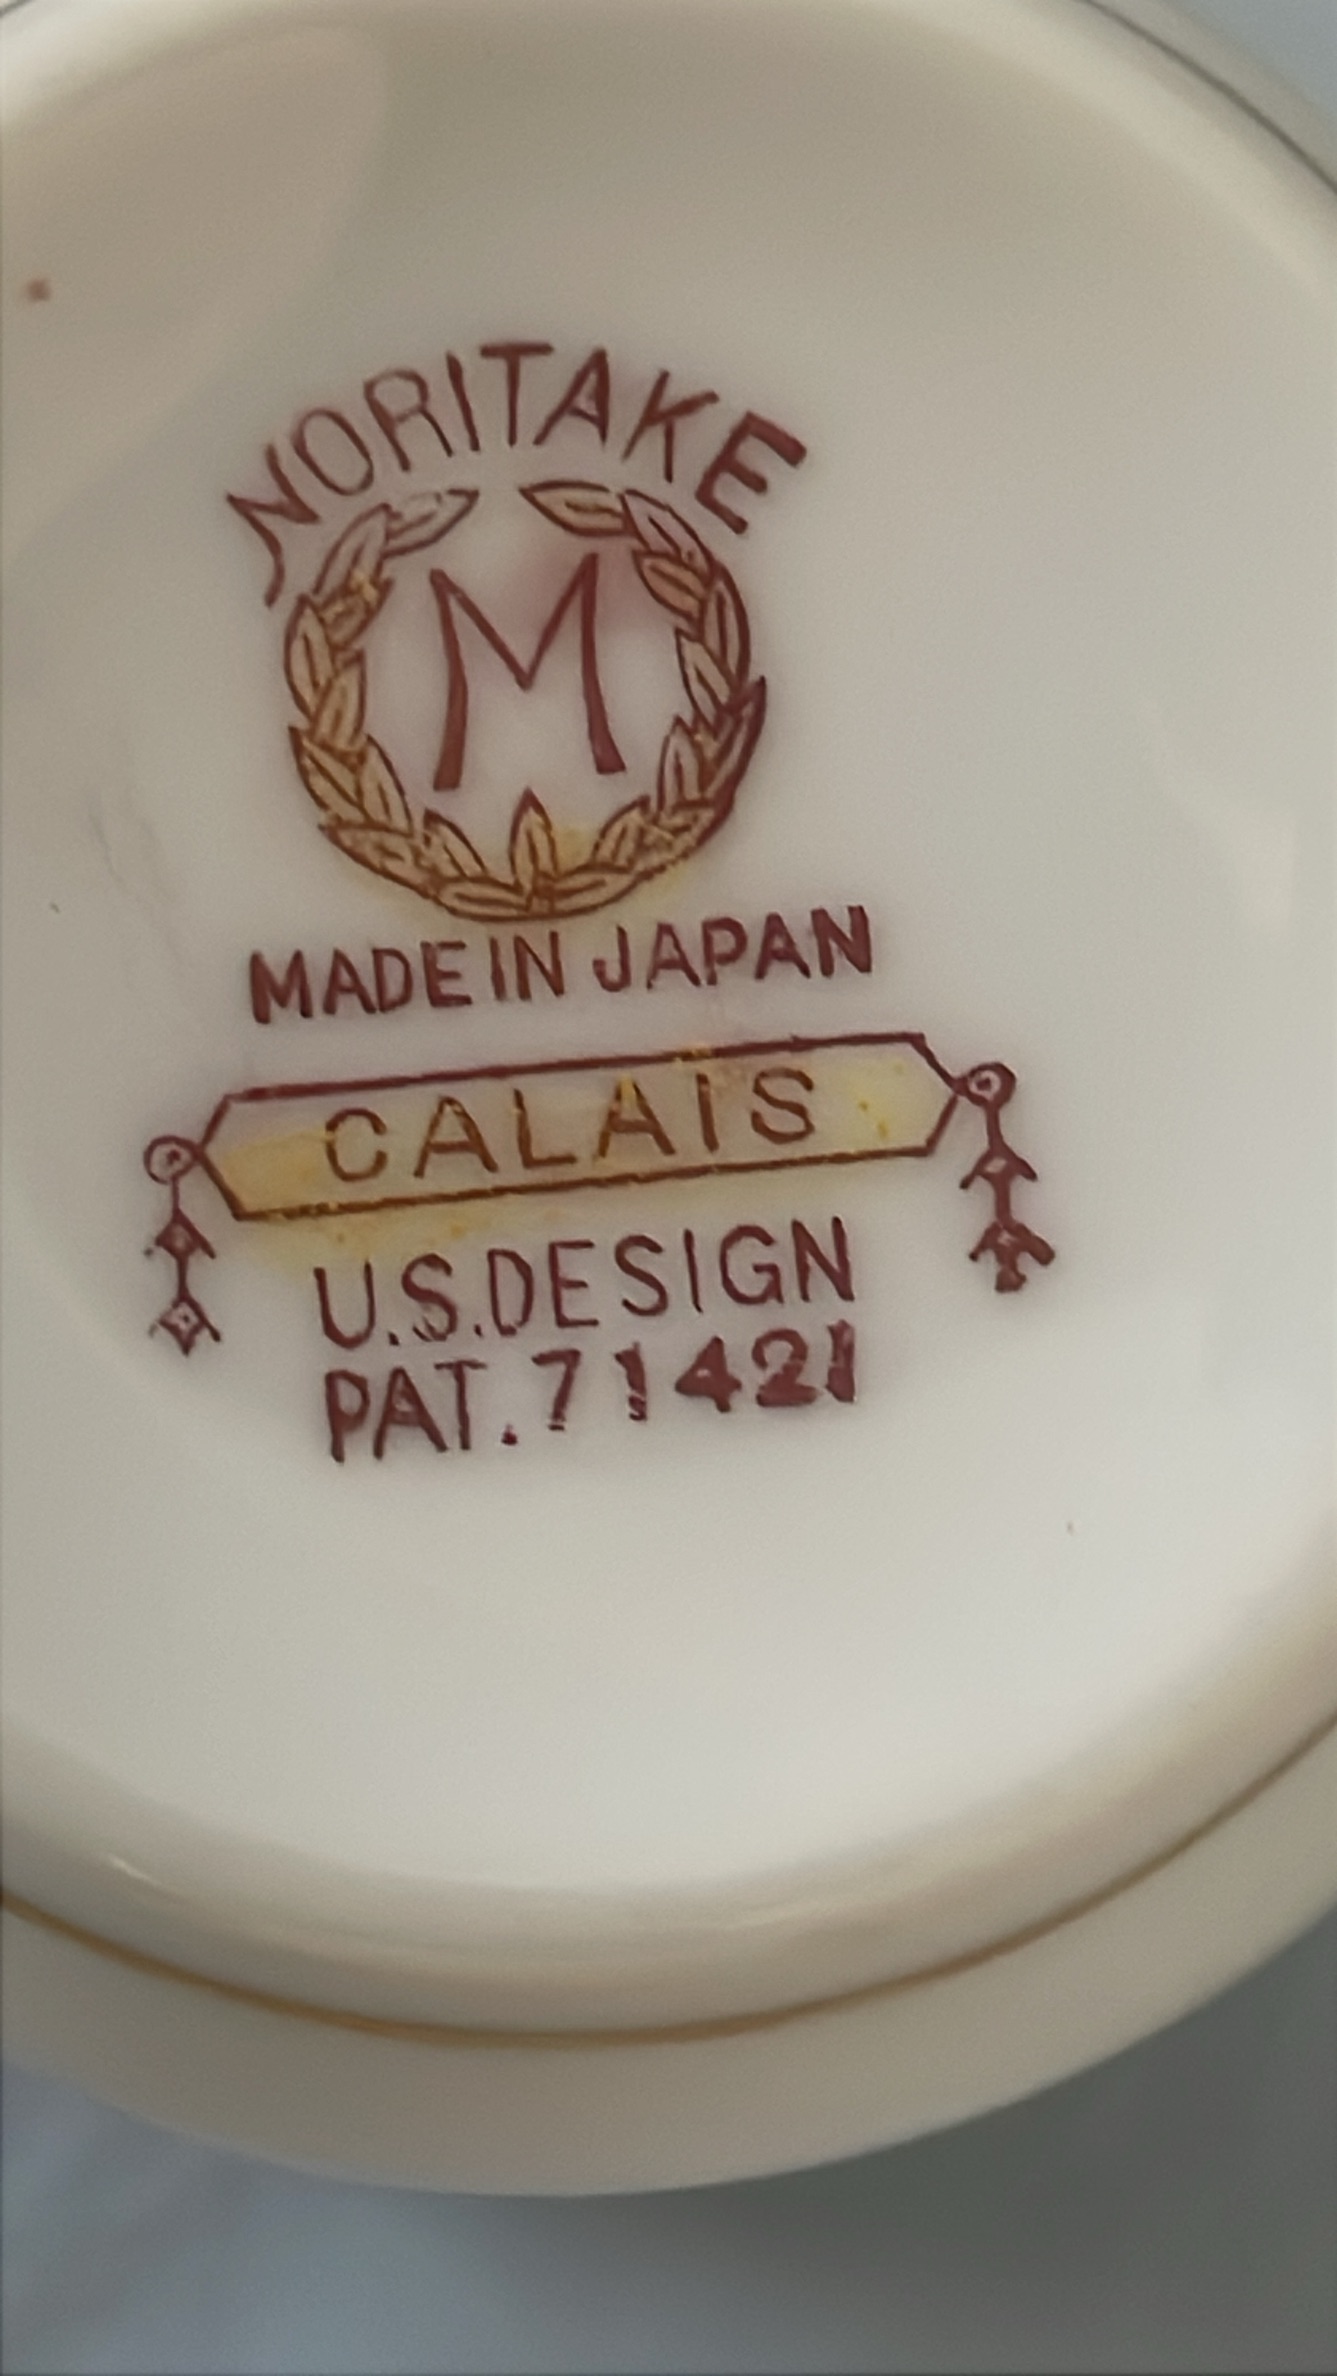 NORITAKE
M
MADE IN JAPAN
CALAIS
U.S.DESIGN
PAT.71421